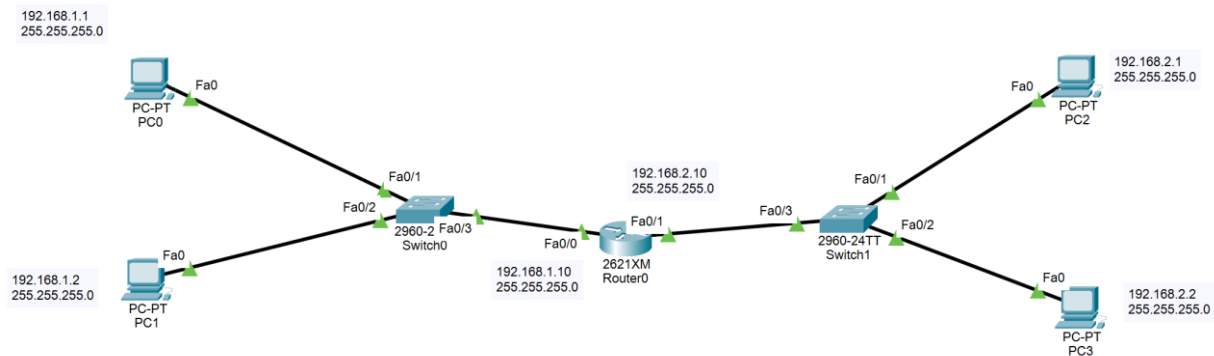 192.168.1.1
255.255.255.0
Fa0
PC-PT
PC0
Fa0/1
Fa0/2
2960-2
Fa0/3
Switch0
Fa0
192.168.1.2
255.255.255.0
PC-PT
PC1
192.168.2.10
255.255.255.0
Fa0/1
Fa0/0
2621XM
Router0
192.168.1.10
255.255.255.0
192.168.2.1
255.255.255.0
Fa0
PC-PT
PC2
Fa0/1
Fa0/3
Fa0/2
2960-24TT
Switch1
Fa0
192.168.2.2
255.255.255.0
PC-PT
PC3